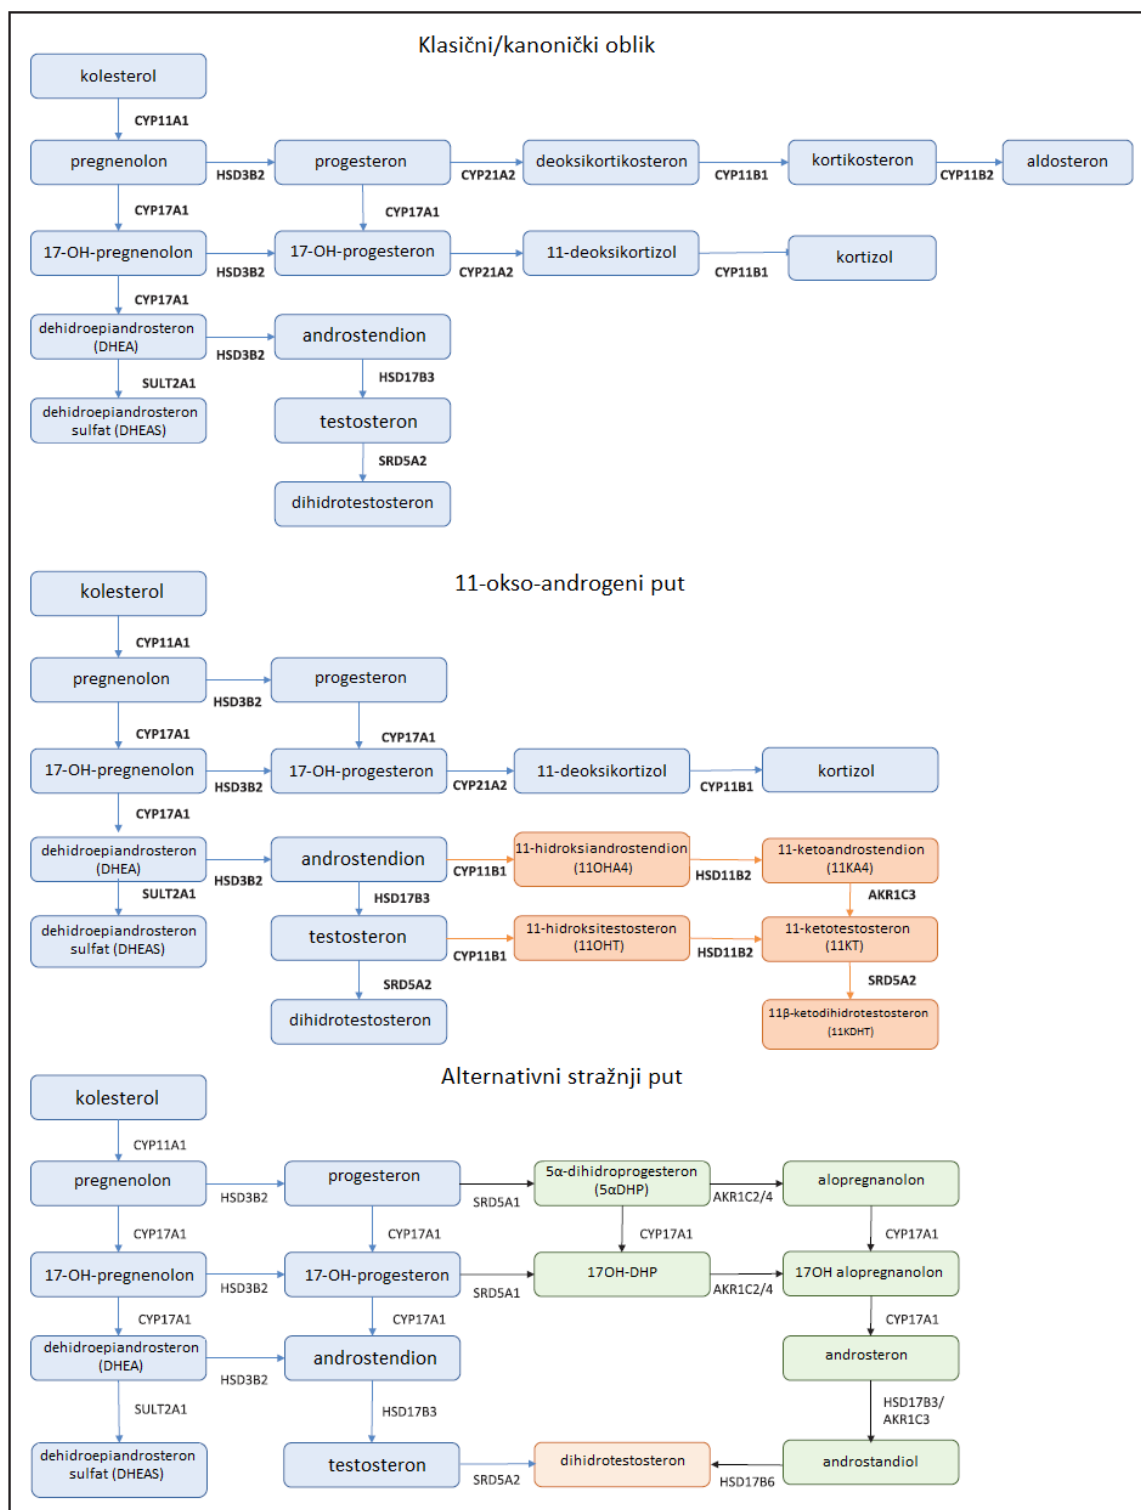 Klasični/kanonički oblik
kolesterol
CYP11A1
pregnenolon
HSD3B2
progesteron
CYP21A2
deoksikortikosteron
CYP11B1
kortikosteron
CYP11B2
aldosteron
CYP17A1
CYP17A1
17-OH-pregnenolon
HSD3B2
17-OH-progesteron
CYP21A2
11-deoksikortizol
CYP11B1
kortizol
CYP17A1
dehidroepiandrosteron
(DHEA)
HSD3B2
androstendion
SULT2A1
HSD17B3
dehidroepiandrosteron
sulfat (DHEAS)
testosteron
SRD5A2
dihidrotestosteron
11-okso-androgeni put
kolesterol
CYP11A1
pregnenolon
HSD3B2
progesteron
CYP17A1
CYP17A1
17-OH-pregnenolon
HSD3B2
17-OH-progesteron
CYP21A2
11-deoksikortizol
CYP11B1
kortizol
CYP17A1
dehidroepiandrosteron
(DHEA)
HSD3B2
androstendion
CYP11B1
11-hidroksiandrostendion
(11OHA4)
HSD11B2
11-ketoandrostendion
(11KA4)
SULT2A1
HSD17B3
AKR1C3
dehidroepiandrosteron
sulfat (DHEAS)
testosteron
CYP11B1
11-hidroksitestosteron
(11OHT)
HSD11B2
11-ketotestosteron
(11KT)
SRD5A2
SRD5A2
dihidrotestosteron
11β-ketodihidrotestosteron
(11KDHT)
Alternativni stražnji put
kolesterol
CYP11A1
pregnenolon
HSD3B2
progesteron
SRD5A1
5α-dihidroprogesteron
(5αDHP)
AKR1C2/4
alopregnanolon
CYP17A1
CYP17A1
CYP17A1
CYP17A1
17-OH-pregnenolon
HSD3B2
17-OH-progesteron
SRD5A1
17OH-DHP
AKR1C2/4
17OH alopregnanolon
CYP17A1
CYP17A1
CYP17A1
dehidroepiandrosteron
(DHEA)
HSD3B2
androstendion
androsteron
SULT2A1
HSD17B3
HSD17B3/
AKR1C3
dehidroepiandrosteron
sulfat (DHEAS)
testosteron
SRD5A2
dihidrotestosteron
HSD17B6
androstandiol